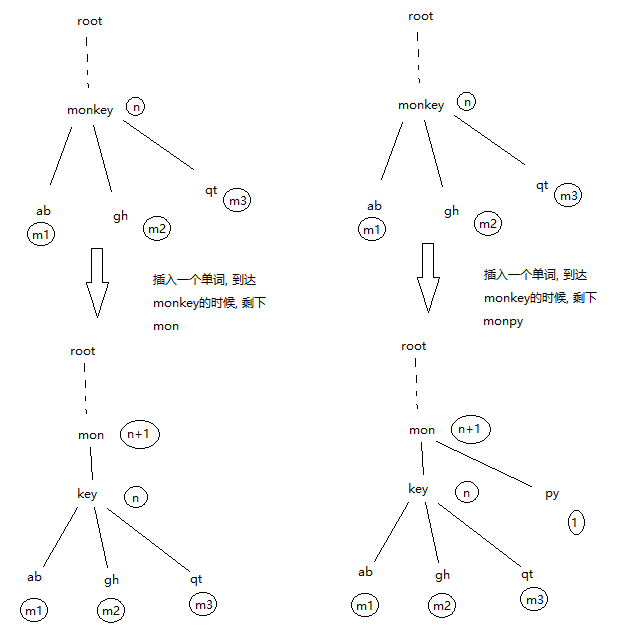 root
monkey n
ab
m1
gh m2
qt m3
插入一个单词, 到达
monkey的时候, 剩下
mon
root
mon n+1
key n
ab
m1
gh
m2
qt
m3
root
monkey n
ab
m1
gh m2
qt m3
插入一个单词, 到达
monkey的时候, 剩下
monpy
root
mon n+1
key n
py
1
ab
m1
gh
m2
qt
m3